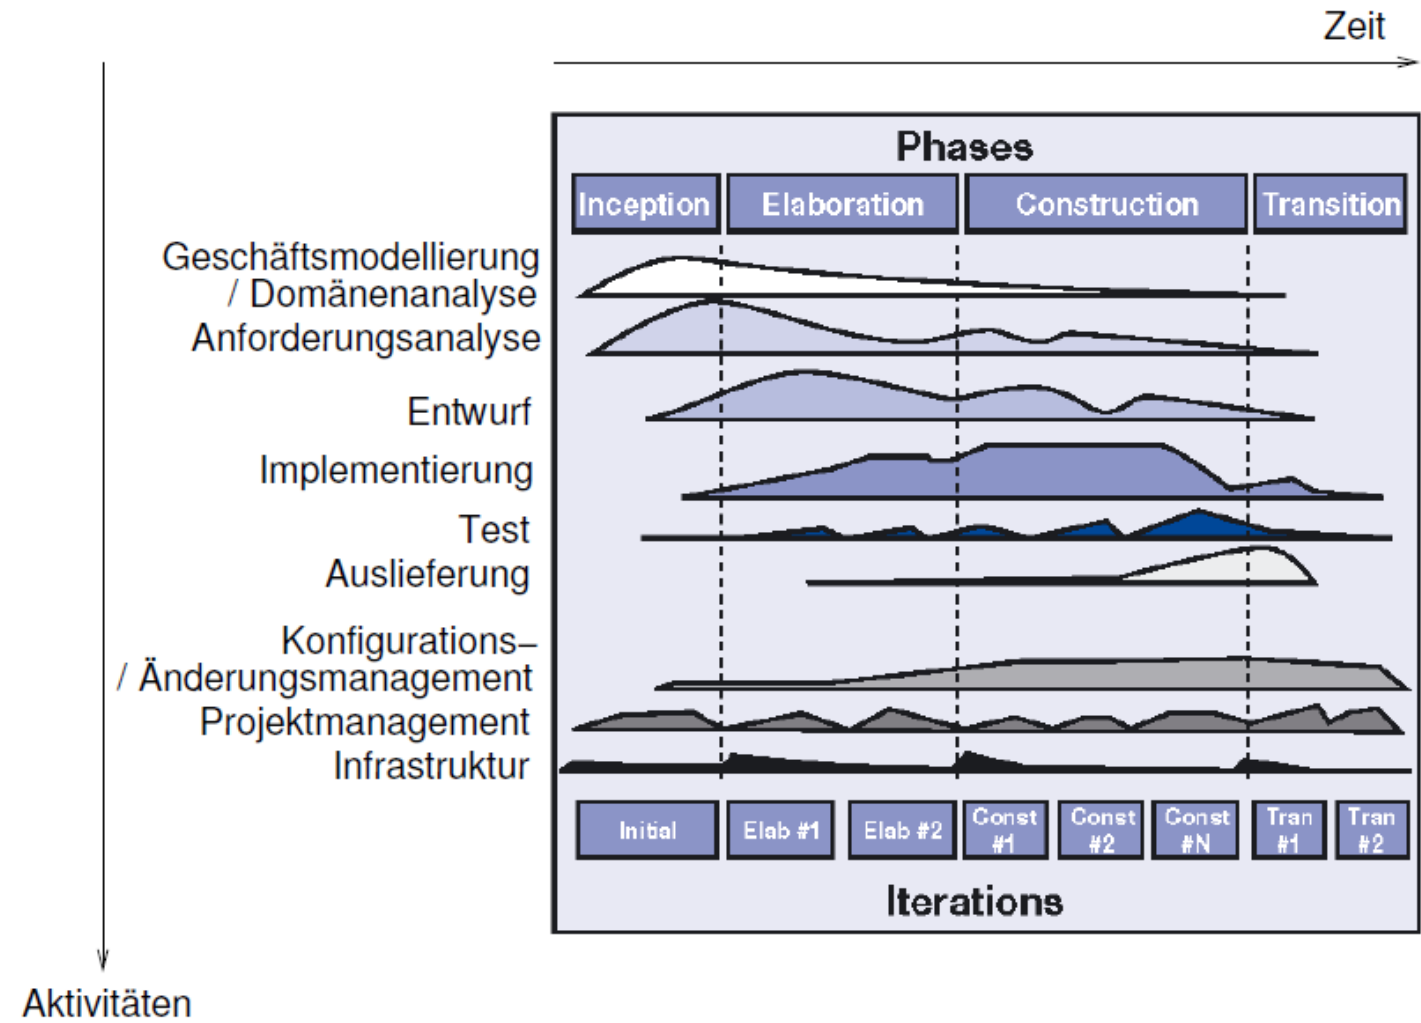 Zeit
Phases
Inception Elaboration Construction Transition
Geschäftsmodellierung
/ Domänenanalyse
Anforderungsanalyse
Entwurf
Implementierung
Test
Auslieferung
Konfigurations–
/ Änderungsmanagement
Projektmanagement
Infrastruktur
Initial Elab #1 Elab #2 Const #1 Const #2 Const #N Tran #1 Tran #2
Iterations
Aktivitäten